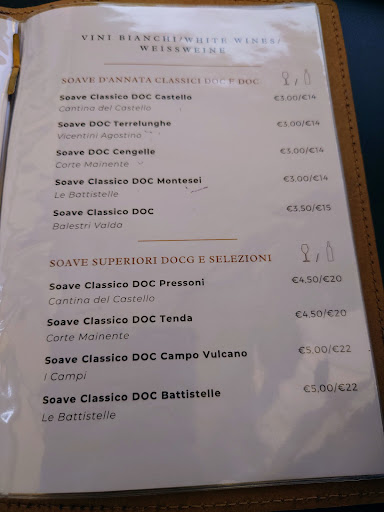 VINI BIANCHI/WHITE WINES/
WEISSWEINE
SOAVE D'ANNATA CLASSICI DOC E DOC
Soave Classico DOC Castello €3.00/€14
Cantina del Castello
Soave DOC Terrelunghe €3.00/€14
Vicentini Agostino
Soave DOC Cengelle €3.00/€14
Corte Mainente
Soave Classico DOC Montesei €3.00/€14
Le Battistelle
Soave Classico DOC €3.50/€15
Balestri Valda
SOAVE SUPERIORI DOCG E SELEZIONI
Soave Classico DOC Pressoni €4.50/€20
Cantina del Castello
Soave Classico DOC Tenda €4.50/€20
Corte Mainente
Soave Classico DOC Campo Vulcano €5.00/€22
I Campi
Soave Classico DOC Battistelle €5.00/€22
Le Battistelle